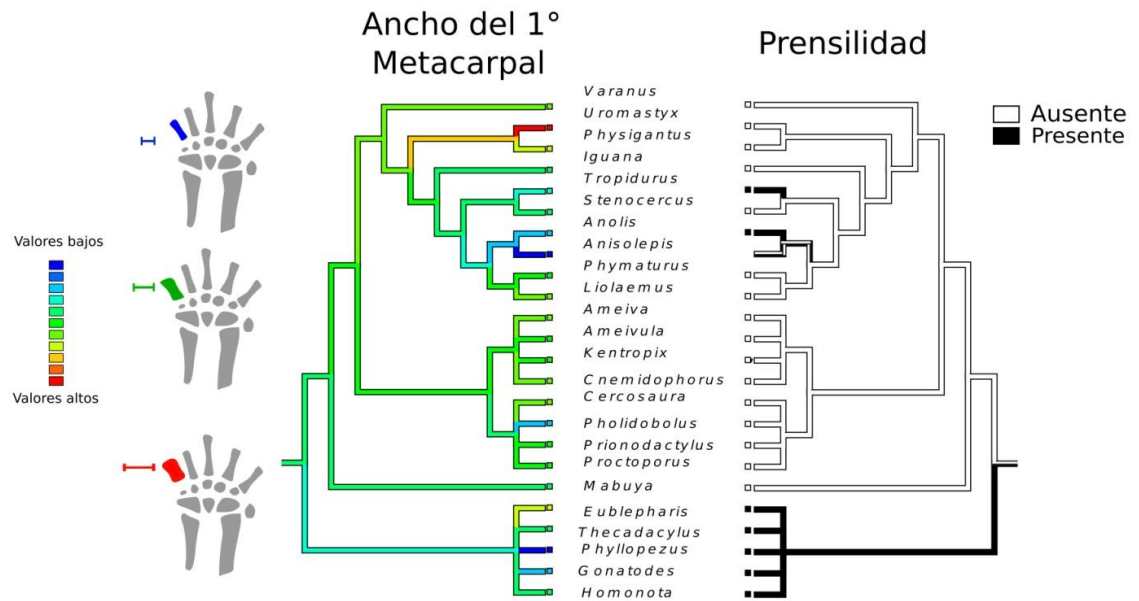 Ancho del 1°
Metacarpal
Prensilidad
Ausente
Presente
Valores bajos
Valores altos
Varanus
Uromastyx
Physigantus
Iguana
Tropidurus
Stenocercus
Anolis
Anisolepis
Phymaturus
Liolaemus
Ameiva
Ameivula
Kentropix
Cnemidophorus
Cercosaura
Pholidobolus
Prionodactylus
Proctoporus
Mabuya
Eublepharis
Thecadacylus
Phyllopezus
Gonatodes
Homonota